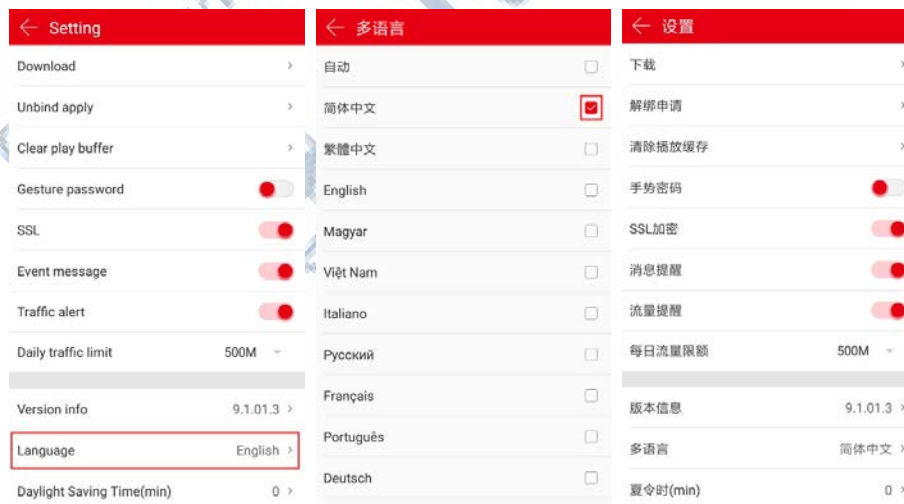 Setting
Download
Unbind apply
Clear play buffer
Gesture password
SSL
Event message
Traffic alert
Daily traffic limit 500M
Version info 9.1.01.3
Language English
Daylight Saving Time(min) 0
多语言
自动
简体中文
繁體中文
English
Magyar
Việt Nam
Italiano
Русский
Français
Português
Deutsch
设置
下载
解绑申请
清除播放缓存
手势密码
SSL加密
消息提醒
流量提醒
每日流量限额 500M
版本信息 9.1.01.3
多语言 简体中文
夏令时(min) 0